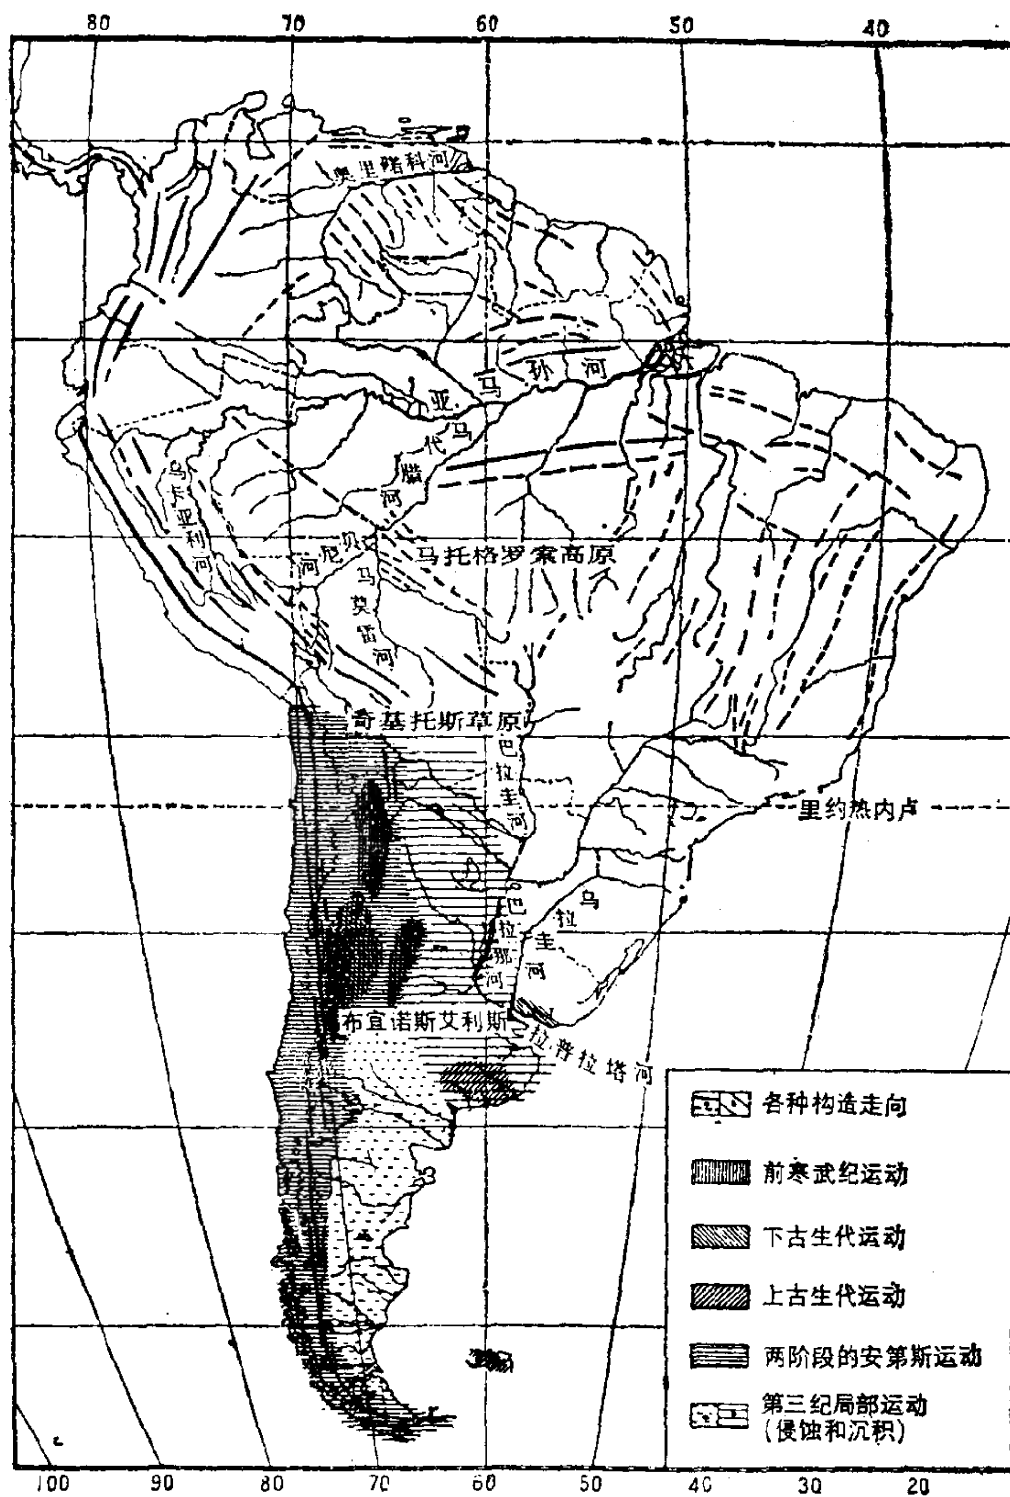 80 70 60 50 40
奥里诺科河
亚马孙河
马代腊河
乌卡亚利河
贝尼河
马托格罗索高原
马莫雷河
奇基托斯草原
巴拉圭河
里约热内卢
巴拉那河
乌拉圭河
布宜诺斯艾利斯
拉普拉塔河
各种构造走向
前寒武纪运动
下古生代运动
上古生代运动
两阶段的安第斯运动
第三纪局部运动
(侵蚀和沉积)
100 90 80 70 60 50 40 30 20